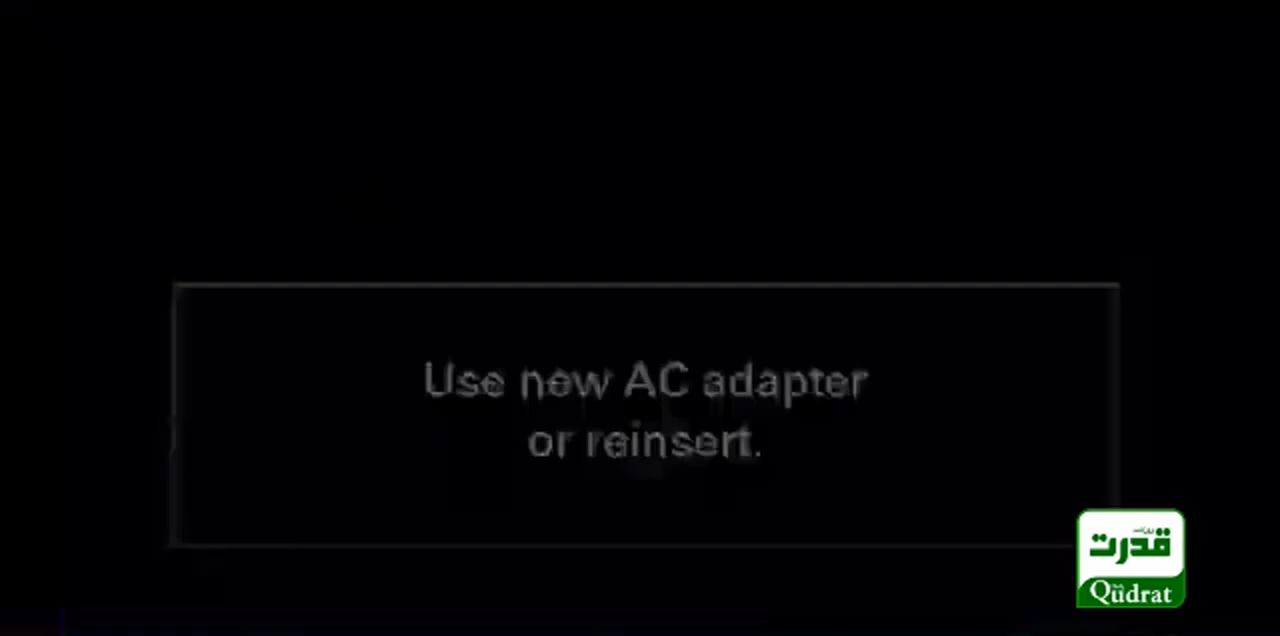 Use new AC adapter
or reinsert.
قدرت
Qudrat